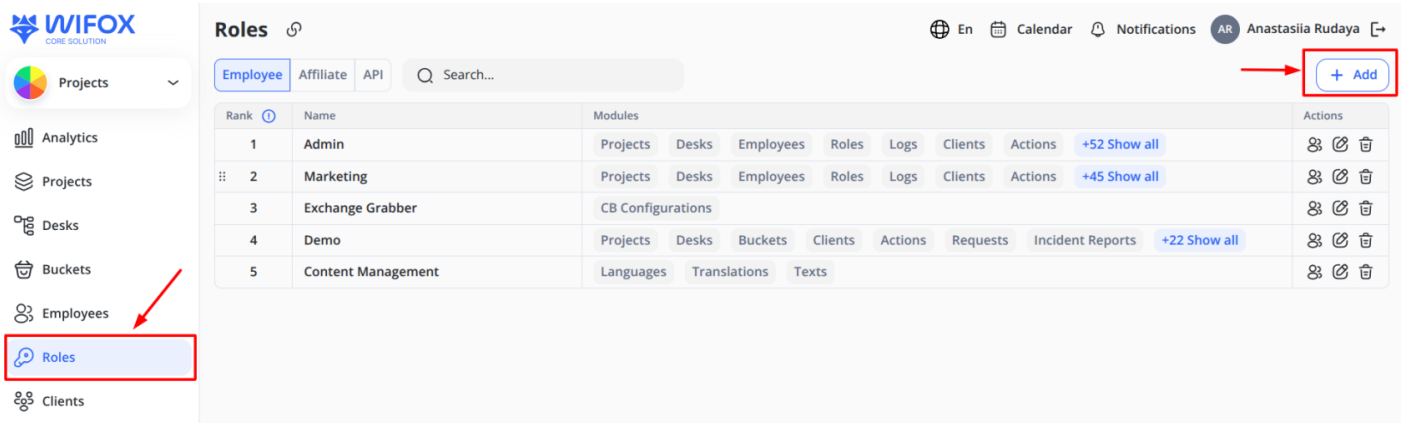 WIFOX
CORE SOLUTION
Roles
En Calendar Notifications AR Anastasiia Rudaya
Projects
Employee Affiliate API Search...
+ Add
Rank Name Modules Actions
1 Admin Projects Desks Employees Roles Logs Clients Actions +52 Show all
2 Marketing Projects Desks Employees Roles Logs Clients Actions +45 Show all
3 Exchange Grabber CB Configurations
4 Demo Projects Desks Buckets Clients Actions Requests Incident Reports +22 Show all
5 Content Management Languages Translations Texts
Analytics
Projects
Desks
Buckets
Employees
Roles
Clients